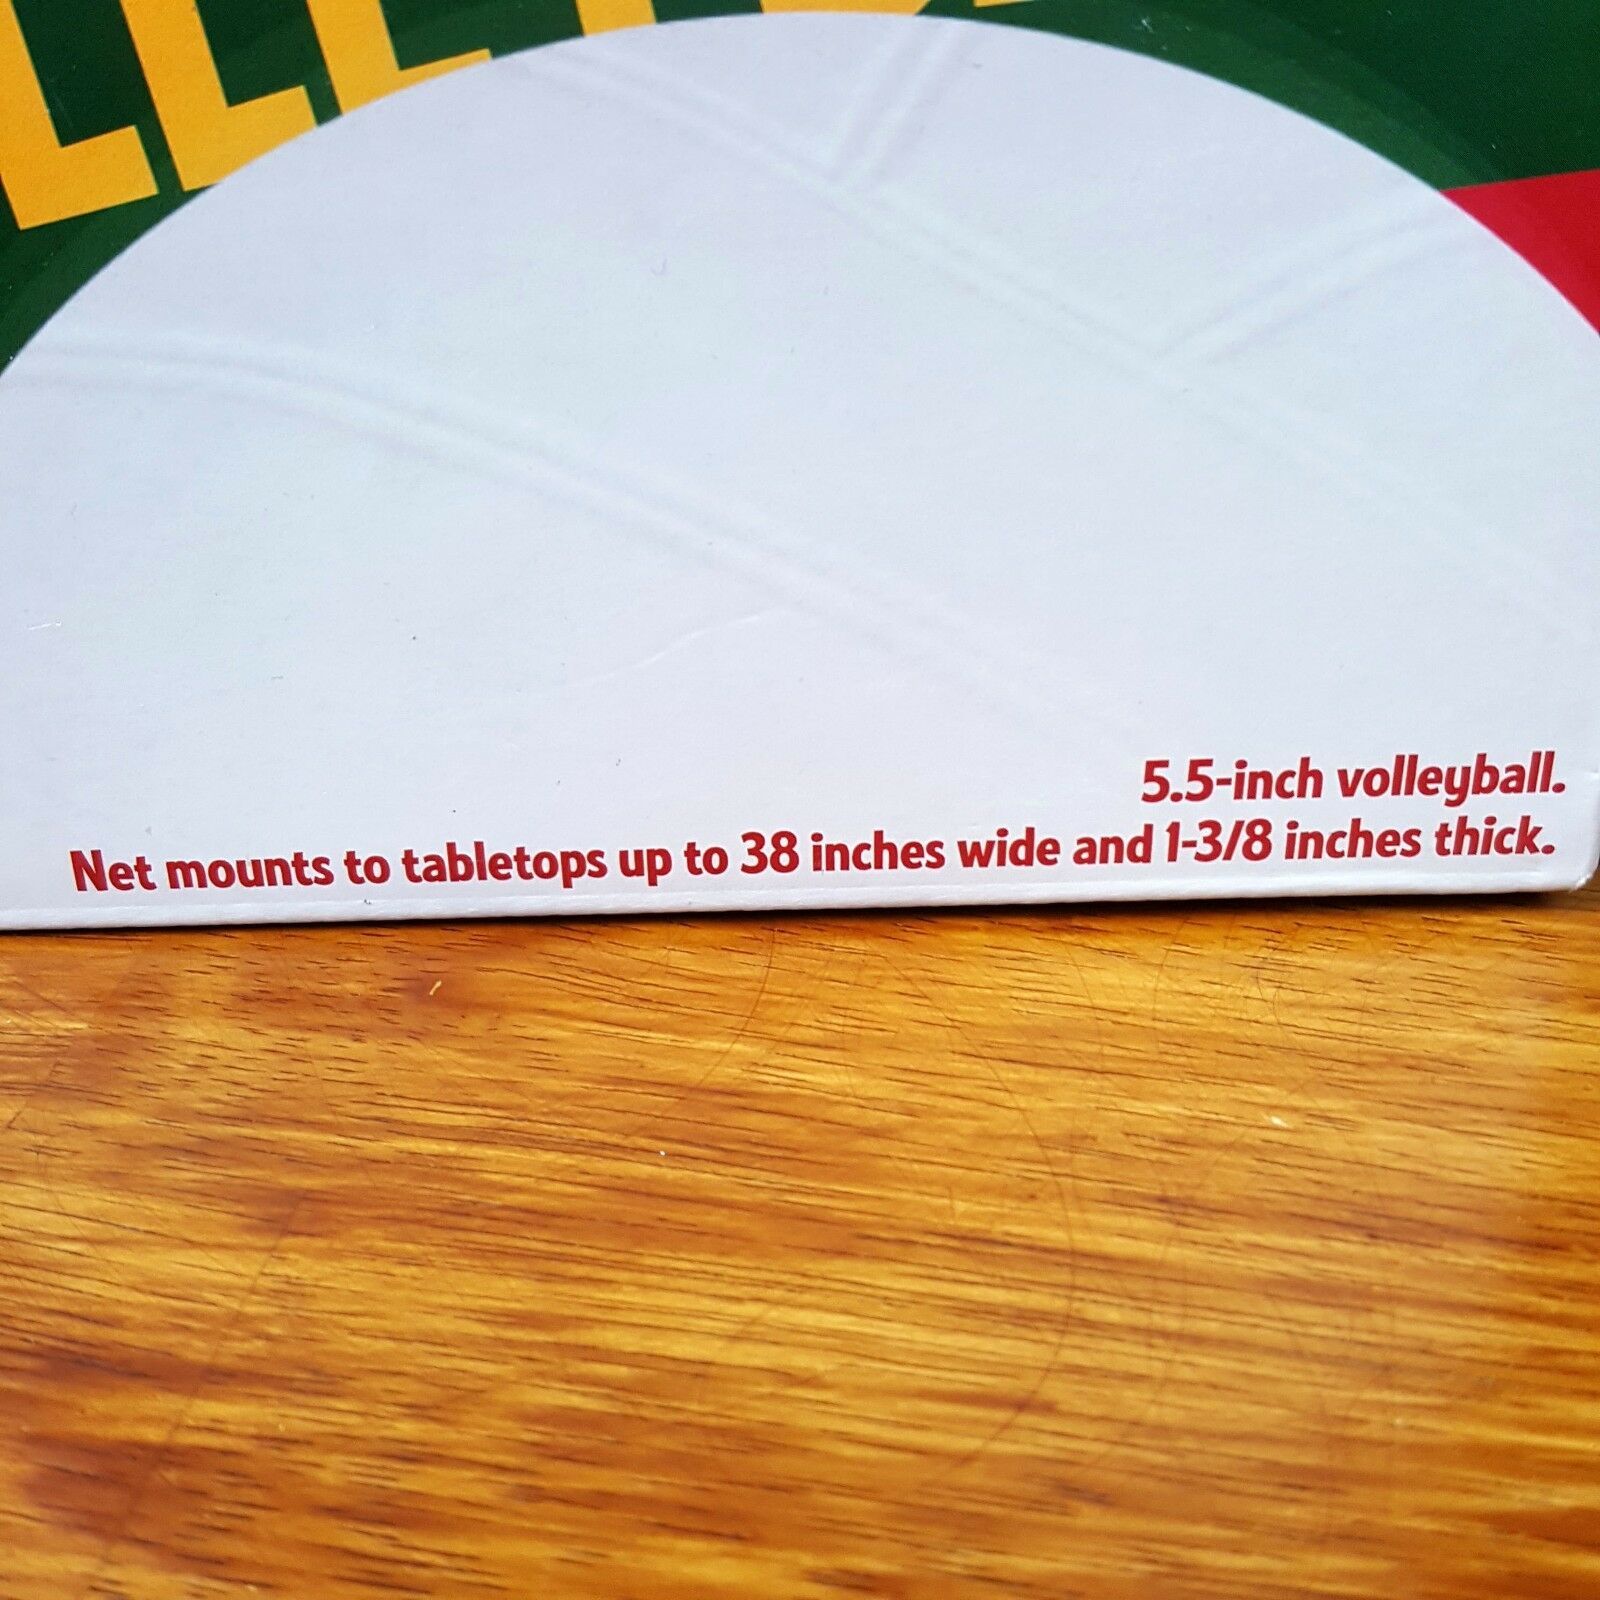 5.5-inch volleyball.
Net mounts to tabletops up to 38 inches wide and 1-3/8 inches thick.